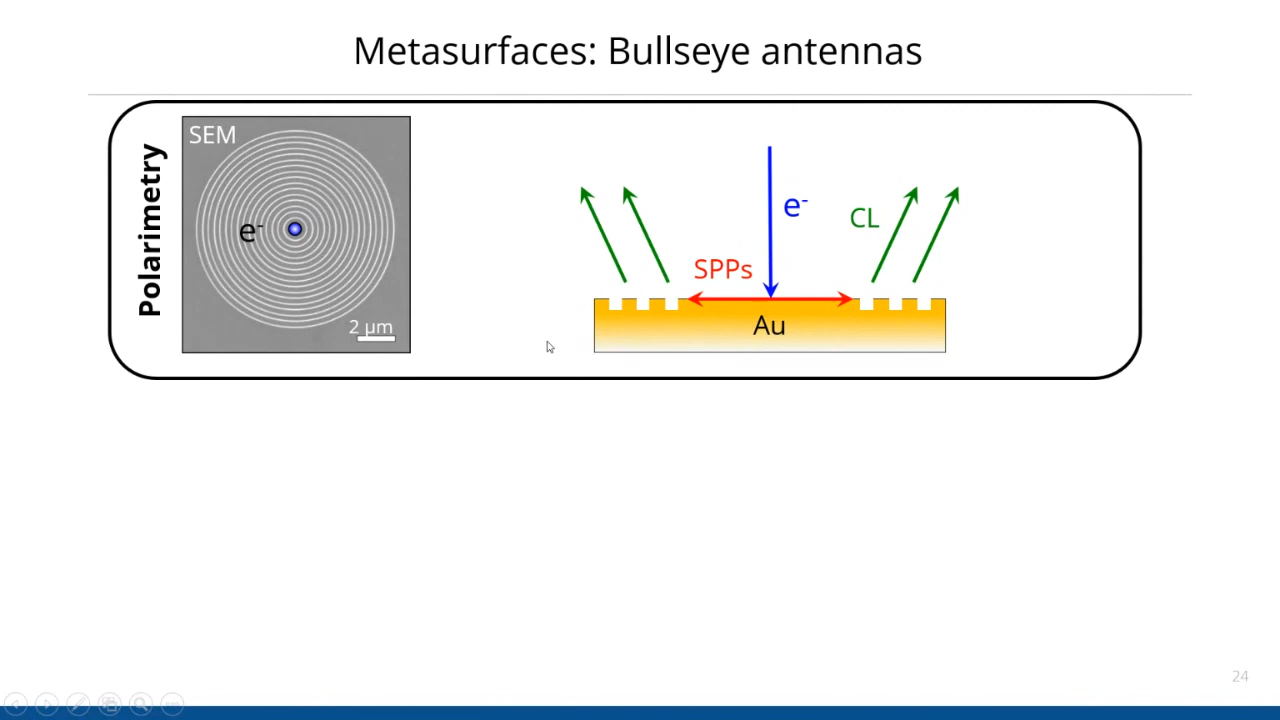 Metasurfaces: Bullseye antennas
Polarimetry
SEM
e-
2 µm
e-
CL
SPPs
Au
24